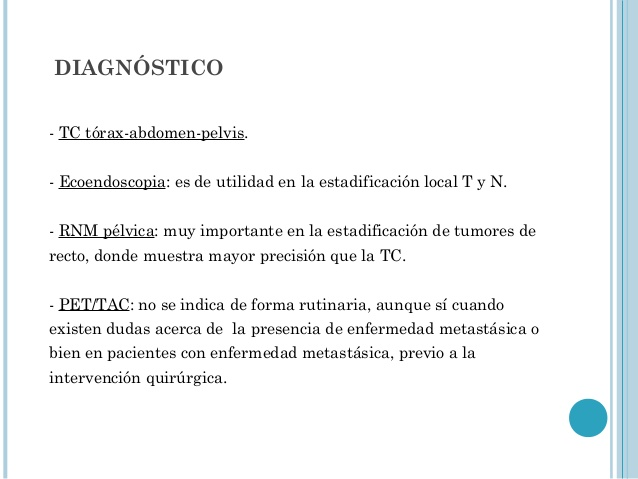 DIAGNÓSTICO
- TC tórax-abdomen-pelvis.
- Ecoendoscopia: es de utilidad en la estadificación local T y N.
- RNM pélvica: muy importante en la estadificación de tumores de
recto, donde muestra mayor precisión que la TC.
- PET/TAC: no se indica de forma rutinaria, aunque sí cuando
existen dudas acerca de  la presencia de enfermedad metastásica o
bien en pacientes con enfermedad metastásica, previo a la
intervención quirúrgica.